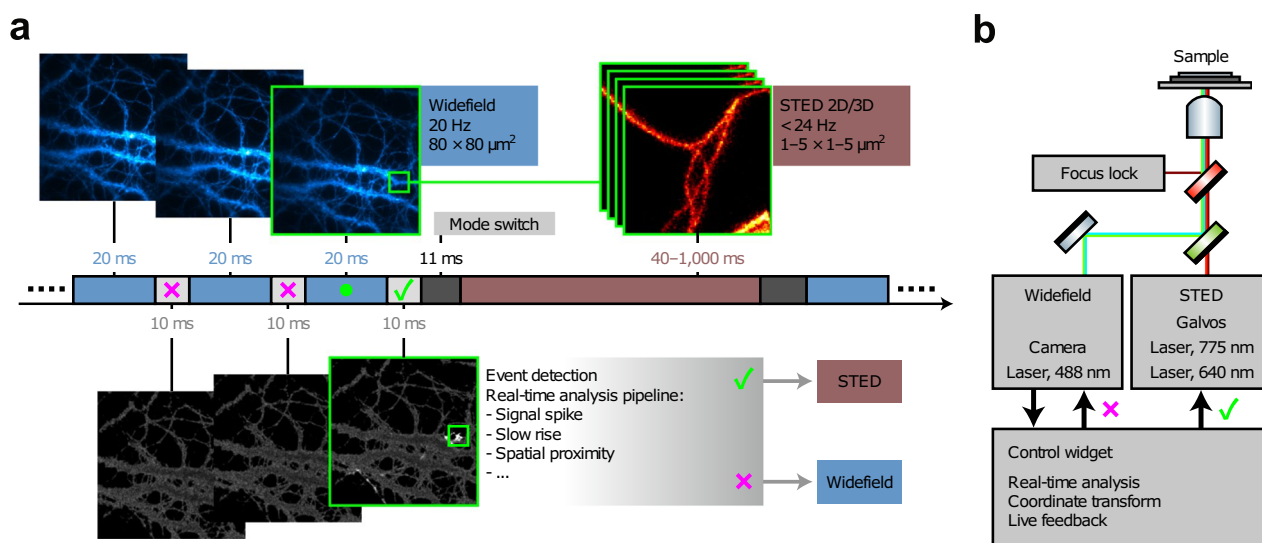 a
Widefield
20 Hz
80 × 80 µm²
STED 2D/3D
< 24 Hz
1–5 × 1–5 µm²
Mode switch
20 ms
20 ms
20 ms
11 ms
40–1,000 ms
10 ms
10 ms
10 ms
Event detection
Real-time analysis pipeline:
- Signal spike
- Slow rise
- Spatial proximity
- ...
STED
Widefield
b
Sample
Focus lock
Widefield
Camera
Laser, 488 nm
STED
Galvos
Laser, 775 nm
Laser, 640 nm
Control widget
Real-time analysis
Coordinate transform
Live feedback